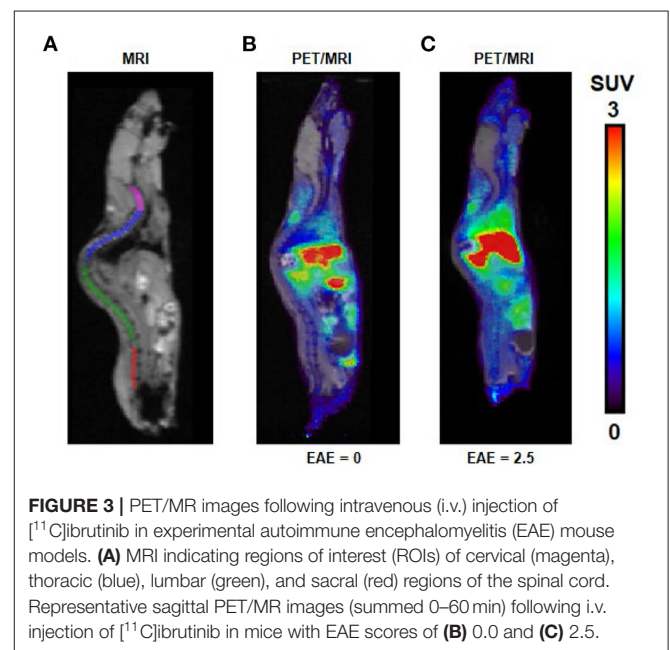 A
B
C
MRI
PET/MRI
PET/MRI
SUV
3
0
EAE = 0
EAE = 2.5
FIGURE 3 | PET/MR images following intravenous (i.v.) injection of
[¹¹C]ibrutinib in experimental autoimmune encephalomyelitis (EAE) mouse
models. (A) MRI indicating regions of interest (ROIs) of cervical (magenta),
thoracic (blue), lumbar (green), and sacral (red) regions of the spinal cord.
Representative sagittal PET/MR images (summed 0–60 min) following i.v.
injection of [¹¹C]ibrutinib in mice with EAE scores of (B) 0.0 and (C) 2.5.